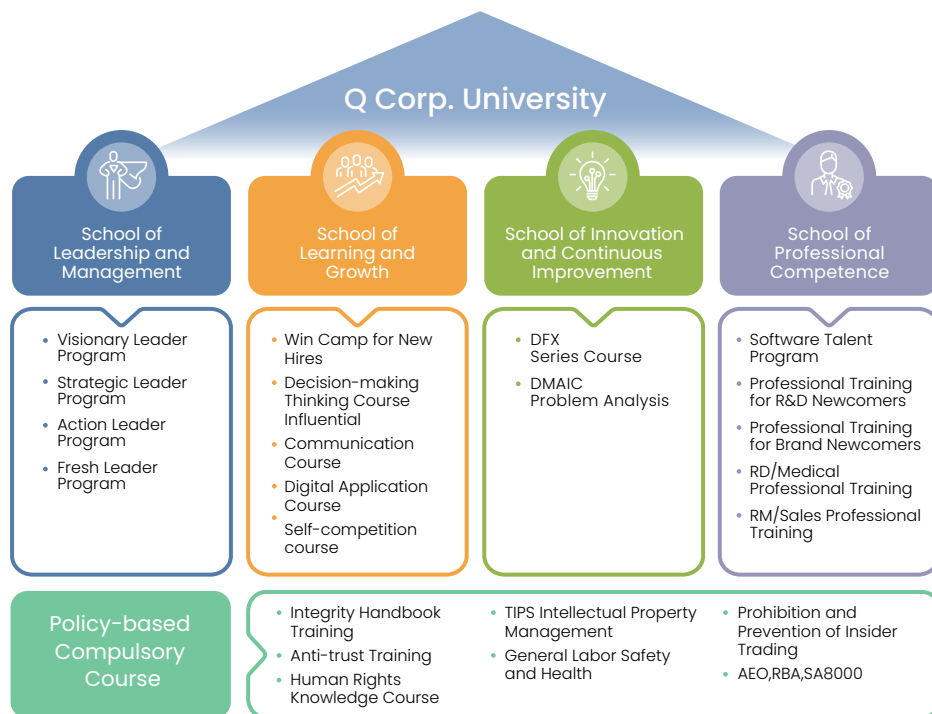 Q Corp. University
School of
Leadership and
Management
School of
Learning and
Growth
School of Innovation
and Continuous
Improvement
School of
Professional
Competence
• Visionary Leader
Program
• Strategic Leader
Program
• Action Leader
Program
• Fresh Leader
Program
• Win Camp for New
Hires
• Decision-making
Thinking Course
Influential
• Communication
Course
• Digital Application
Course
• Self-competition
course
• DFX
Series Course
• DMAIC
Problem Analysis
• Software Talent
Program
• Professional Training
for R&D Newcomers
• Professional Training
for Brand Newcomers
• RD/Medical
Professional Training
• RM/Sales Professional
Training
Policy-based
Compulsory
Course
• Integrity Handbook
Training
• Anti-trust Training
• Human Rights
Knowledge Course
• TIPS Intellectual Property
Management
• General Labor Safety
and Health
• Prohibition and
Prevention of Insider
Trading
• AEO,RBA,SA8000